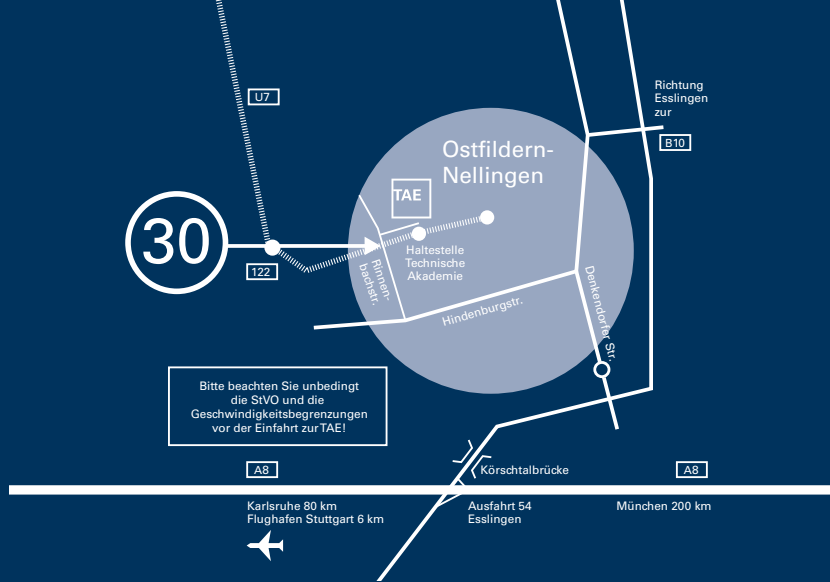 U7
Richtung
Esslingen
zur
B10
Ostfildern-
Nellingen
TAE
30
122
Haltestelle
Technische
Akademie
Rinnen-
bachstr.
Hindenburgstr.
Denkendorfer Str.
Bitte beachten Sie unbedingt
die StVO und die
Geschwindigkeitsbegrenzungen
vor der Einfahrt zur TAE!
A8
Körschtalbrücke
A8
Karlsruhe 80 km
Flughafen Stuttgart 6 km
Ausfahrt 54
Esslingen
München 200 km